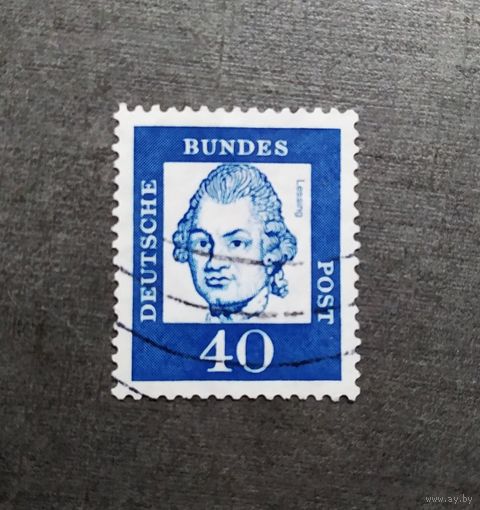 BUNDES
DEUTSCHE
Lessing
POST
40
www.ay.by